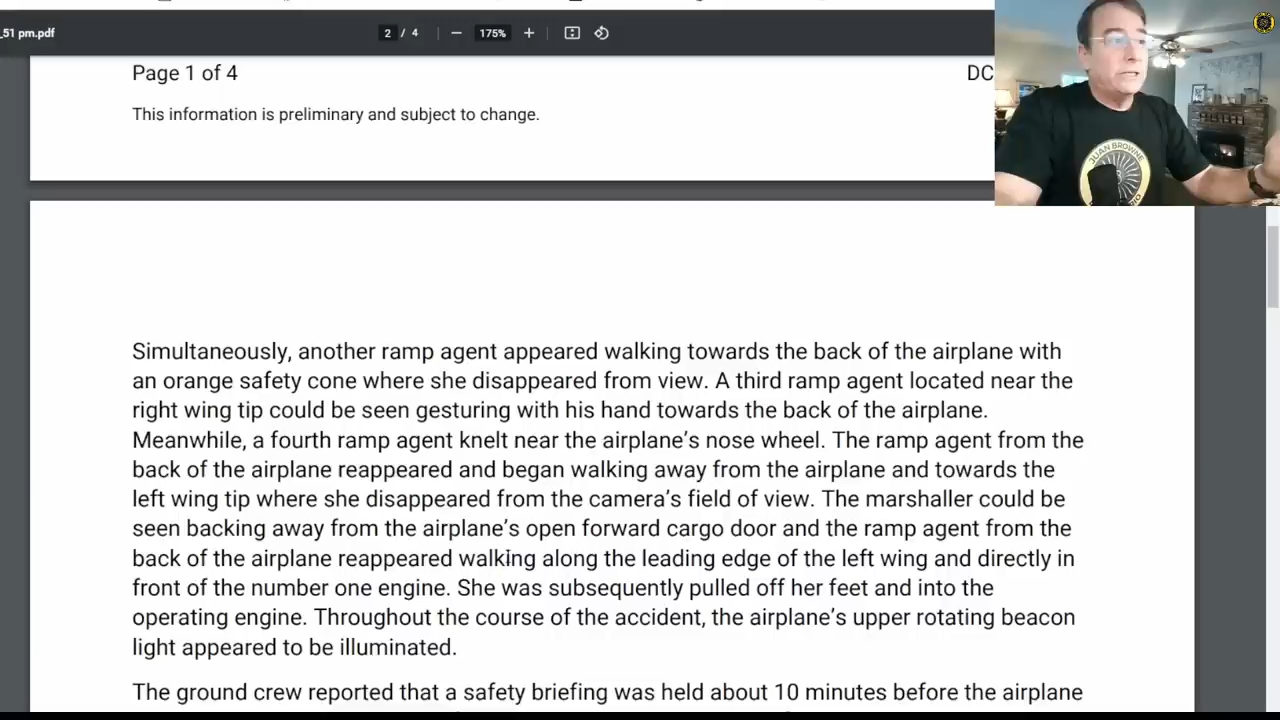 _51 pm.pdf
2 / 4
175%
Page 1 of 4
DC
This information is preliminary and subject to change.
JUAN BROWNE
Simultaneously, another ramp agent appeared walking towards the back of the airplane with
an orange safety cone where she disappeared from view. A third ramp agent located near the
right wing tip could be seen gesturing with his hand towards the back of the airplane.
Meanwhile, a fourth ramp agent knelt near the airplane's nose wheel. The ramp agent from the
back of the airplane reappeared and began walking away from the airplane and towards the
left wing tip where she disappeared from the camera's field of view. The marshaller could be
seen backing away from the airplane's open forward cargo door and the ramp agent from the
back of the airplane reappeared walking along the leading edge of the left wing and directly in
front of the number one engine. She was subsequently pulled off her feet and into the
operating engine. Throughout the course of the accident, the airplane's upper rotating beacon
light appeared to be illuminated.
The ground crew reported that a safety briefing was held about 10 minutes before the airplane